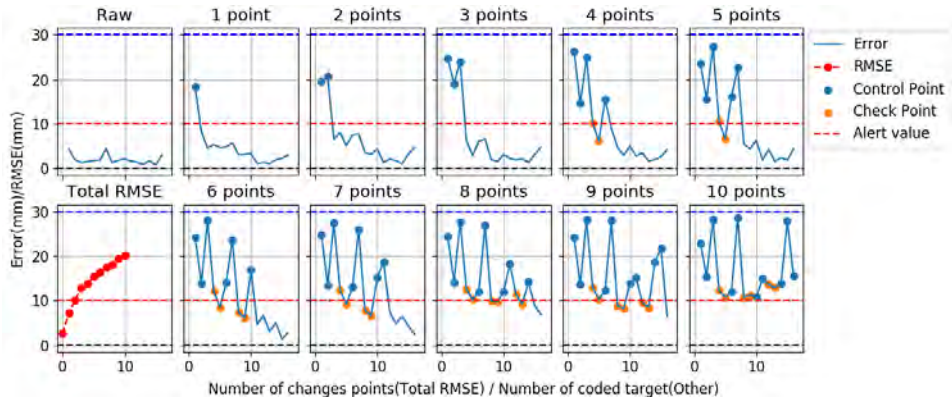 Raw
1 point
2 points
3 points
4 points
5 points
30
20
10
0
Error
RMSE
Control Point
Check Point
Alert value
Error(mm)/RMSE(mm)
Total RMSE
6 points
7 points
8 points
9 points
10 points
30
20
10
0
0 10
0 10
0 10
0 10
0 10
0 10
Number of changes points(Total RMSE) / Number of coded target(Other)